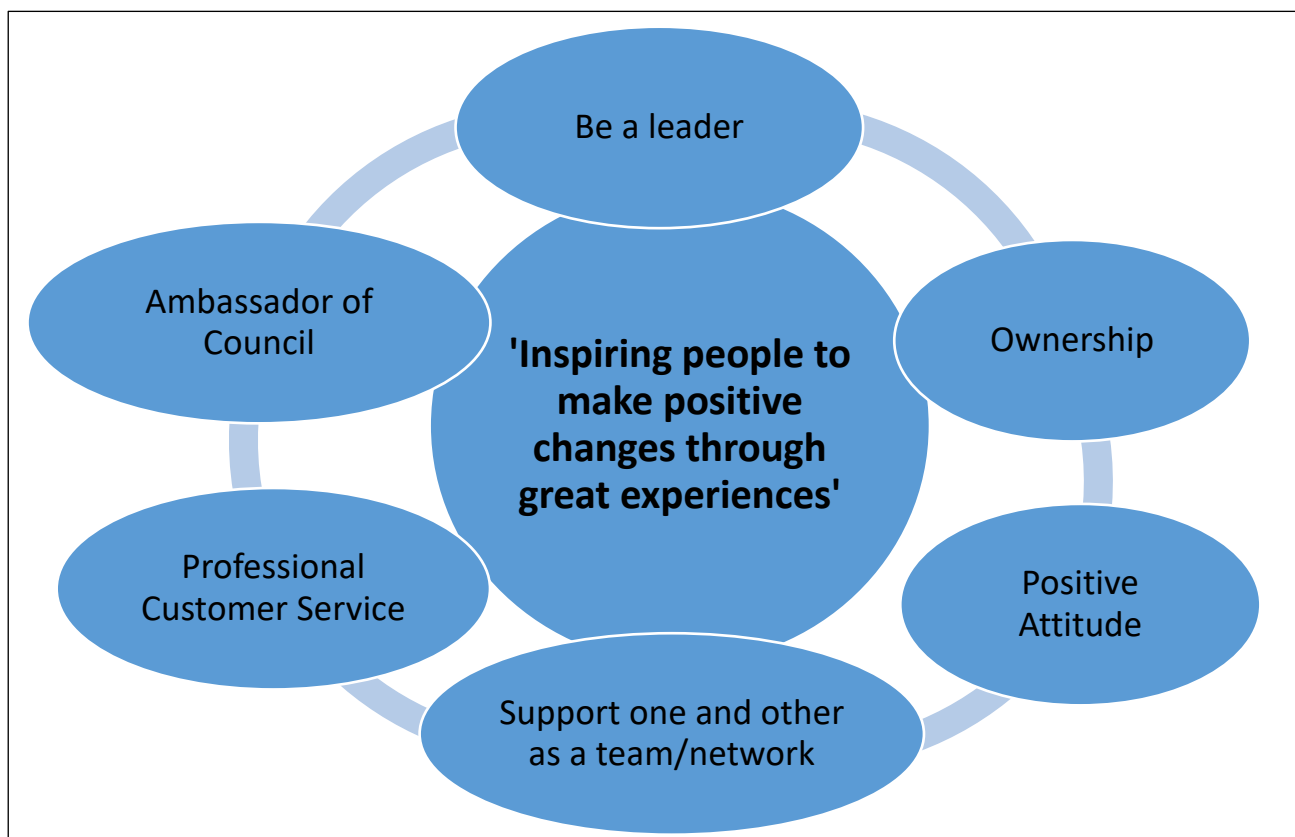 Be a leader
Ownership
Positive
Attitude
Support one and other
as a team/network
Professional
Customer Service
Ambassador of
Council
'Inspiring people to
make positive
changes through
great experiences'